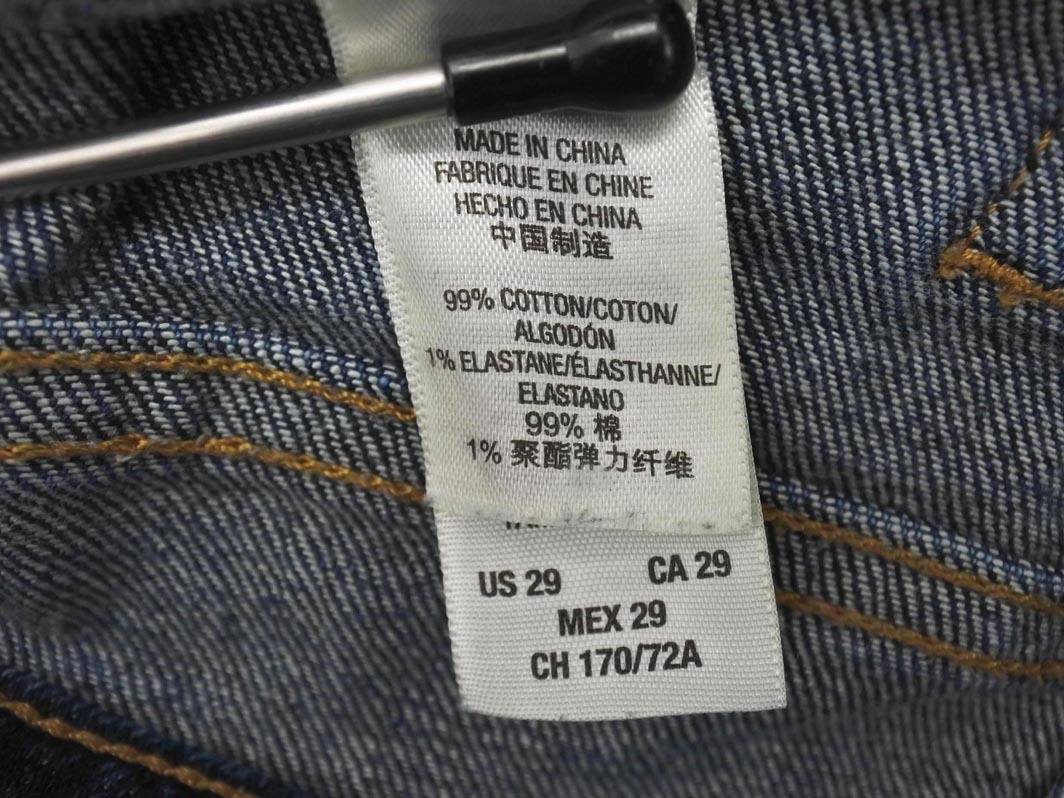 MADE IN CHINA
FABRIQUE EN CHINE
HECHO EN CHINA
中国制造
99% COTTON/COTON/
ALGODÓN
1% ELASTANE/ÉLASTHANNE/
ELASTANO
99% 棉
1% 聚酯弹力纤维
US 29 CA 29
MEX 29
CH 170/72A